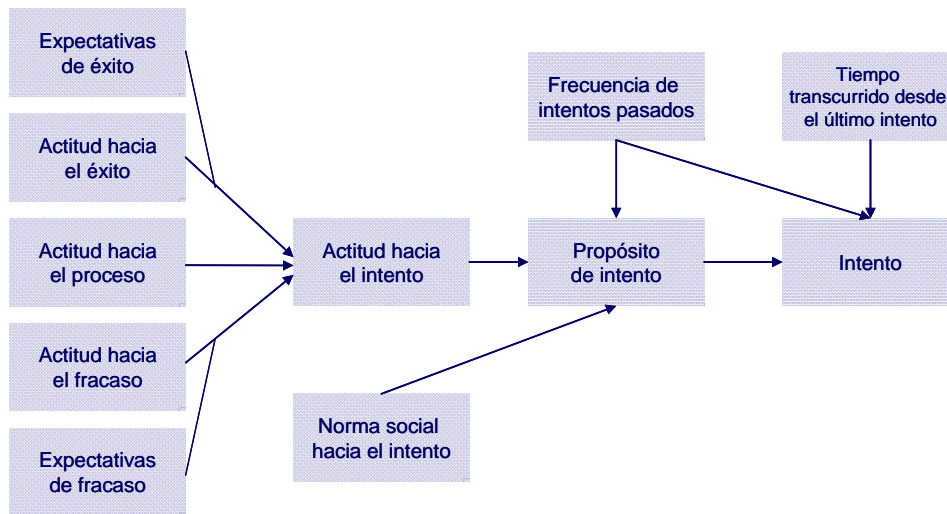 Expectativas
de éxito
Actitud hacia
el éxito
Actitud hacia
el proceso
Actitud hacia
el fracaso
Expectativas
de fracaso
Actitud hacia
el intento
Norma social
hacia el intento
Frecuencia de
intentos pasados
Propósito
de intento
Tiempo
transcurrido desde
el último intento
Intento